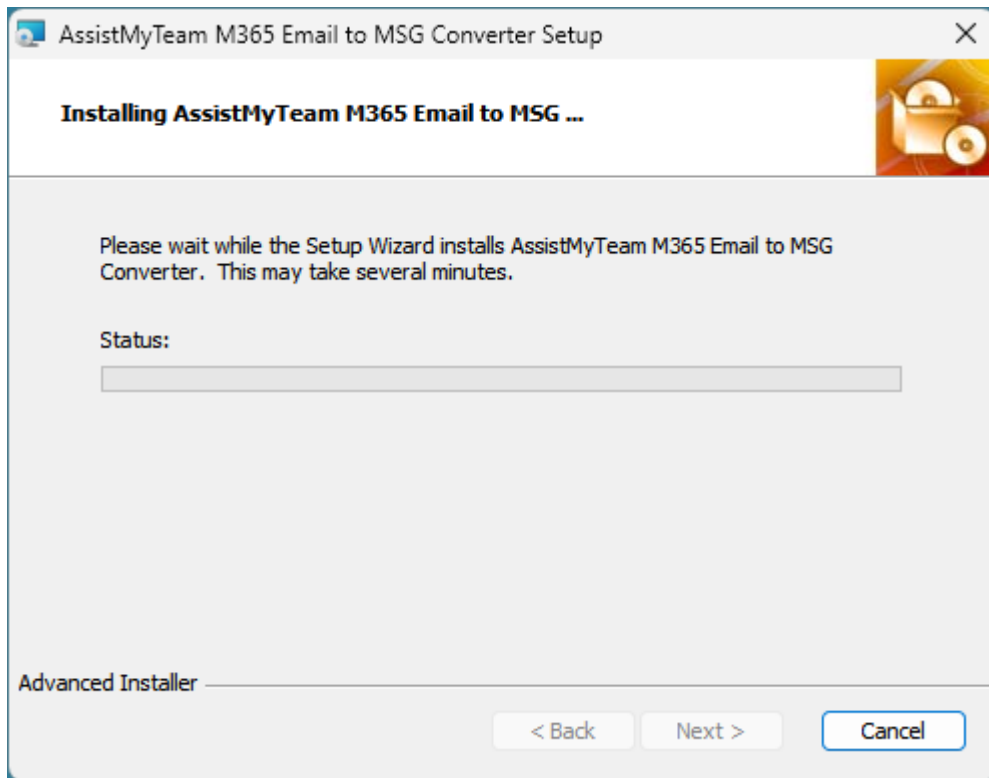 AssistMyTeam M365 Email to MSG Converter Setup
Installing AssistMyTeam M365 Email to MSG ...
Please wait while the Setup Wizard installs AssistMyTeam M365 Email to MSG
Converter.  This may take several minutes.
Status:
Advanced Installer
< Back
Next >
Cancel